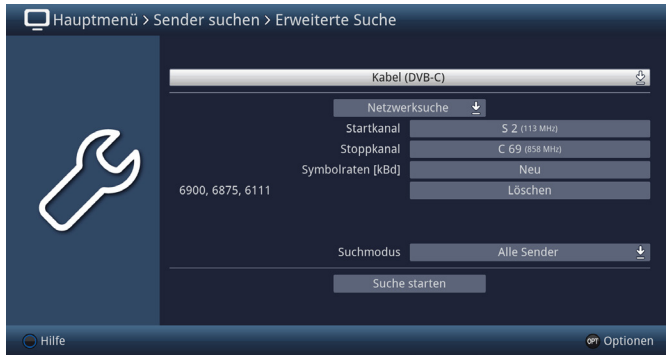 Hauptmenü > Sender suchen > Erweiterte Suche
Kabel (DVB-C)
Netzwerksuche
Startkanal S 2 (113 MHz)
Stoppkanal C 69 (858 MHz)
Symbolraten [kBd] Neu
6900, 6875, 6111 Löschen
Suchmodus Alle Sender
Suche starten
Hilfe OPT Optionen